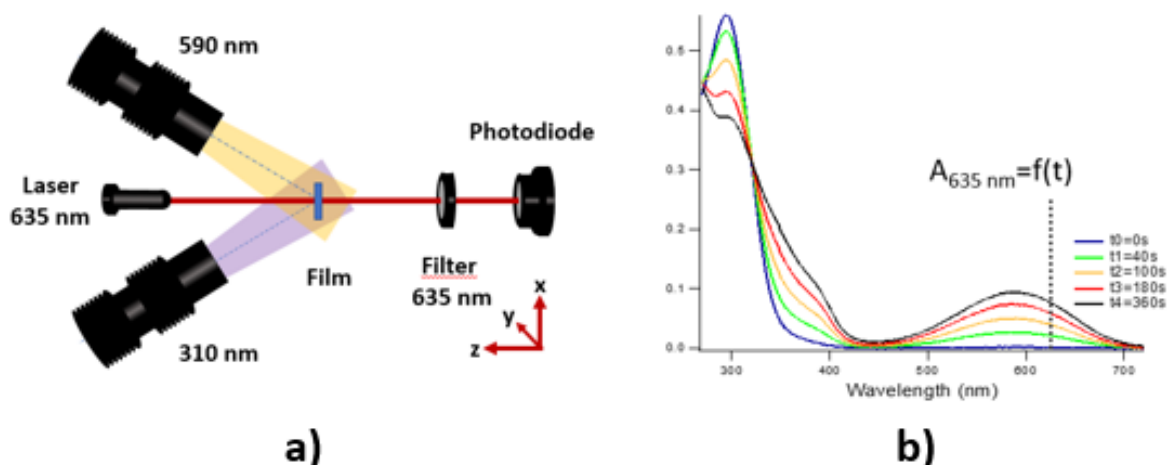 590 nm
Photodiode
Laser
635 nm
Film
Filter
635 nm
x
y
z
310 nm
a)
0.5
0.4
0.3
0.2
0.1
0.0
A635 nm=f(t)
t0=0s
t1=40s
t2=100s
t3=180s
t4=360s
300
400
500
600
700
Wavelength (nm)
b)